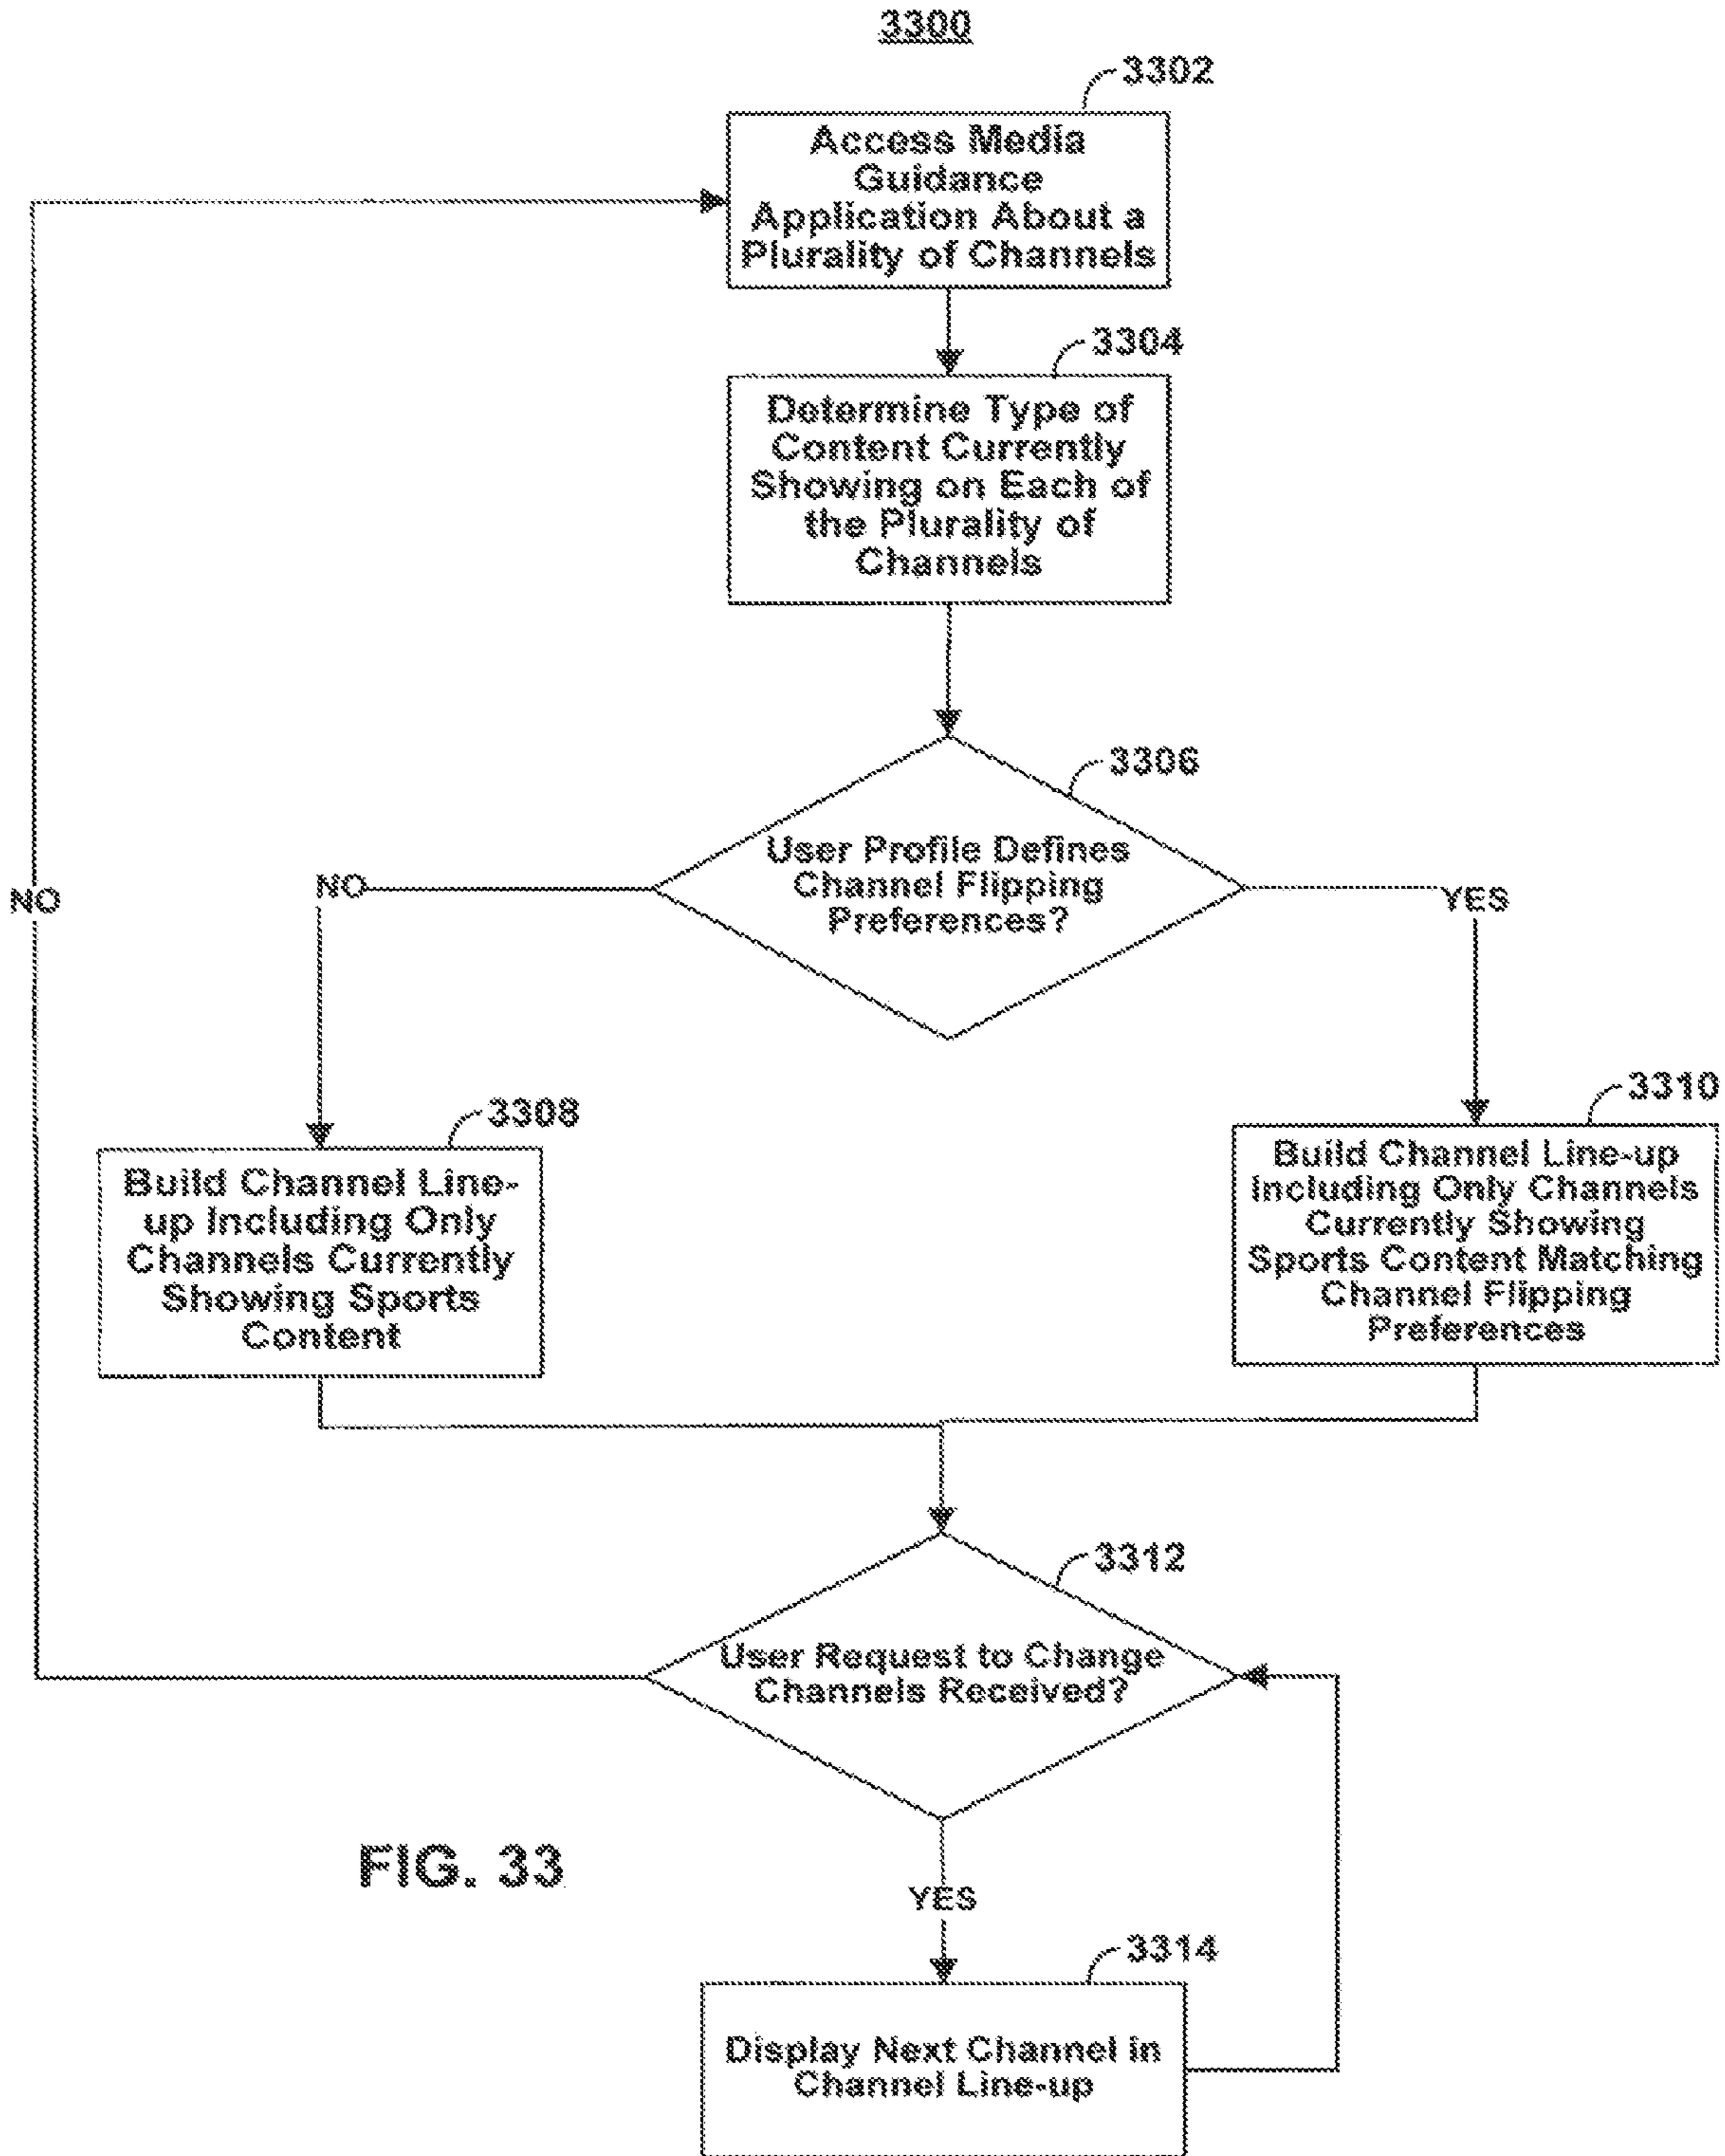 3300
3302
Access Media
Guidance
Application About a
Plurality of Channels
3304
Determine Type of
Content Currently
Showing on Each of
the Plurality of
Channels
3306
User Profile Defines
Channel Flipping
Preferences?
NO
NO
YES
3308
Build Channel Line-
up Including Only
Channels Currently
Showing Sports
Content
3310
Build Channel Line-up
Including Only Channels
Currently Showing
Sports Content Matching
Channel Flipping
Preferences
3312
User Request to Change
Channels Received?
FIG. 33
YES
3314
Display Next Channel in
Channel Line-up